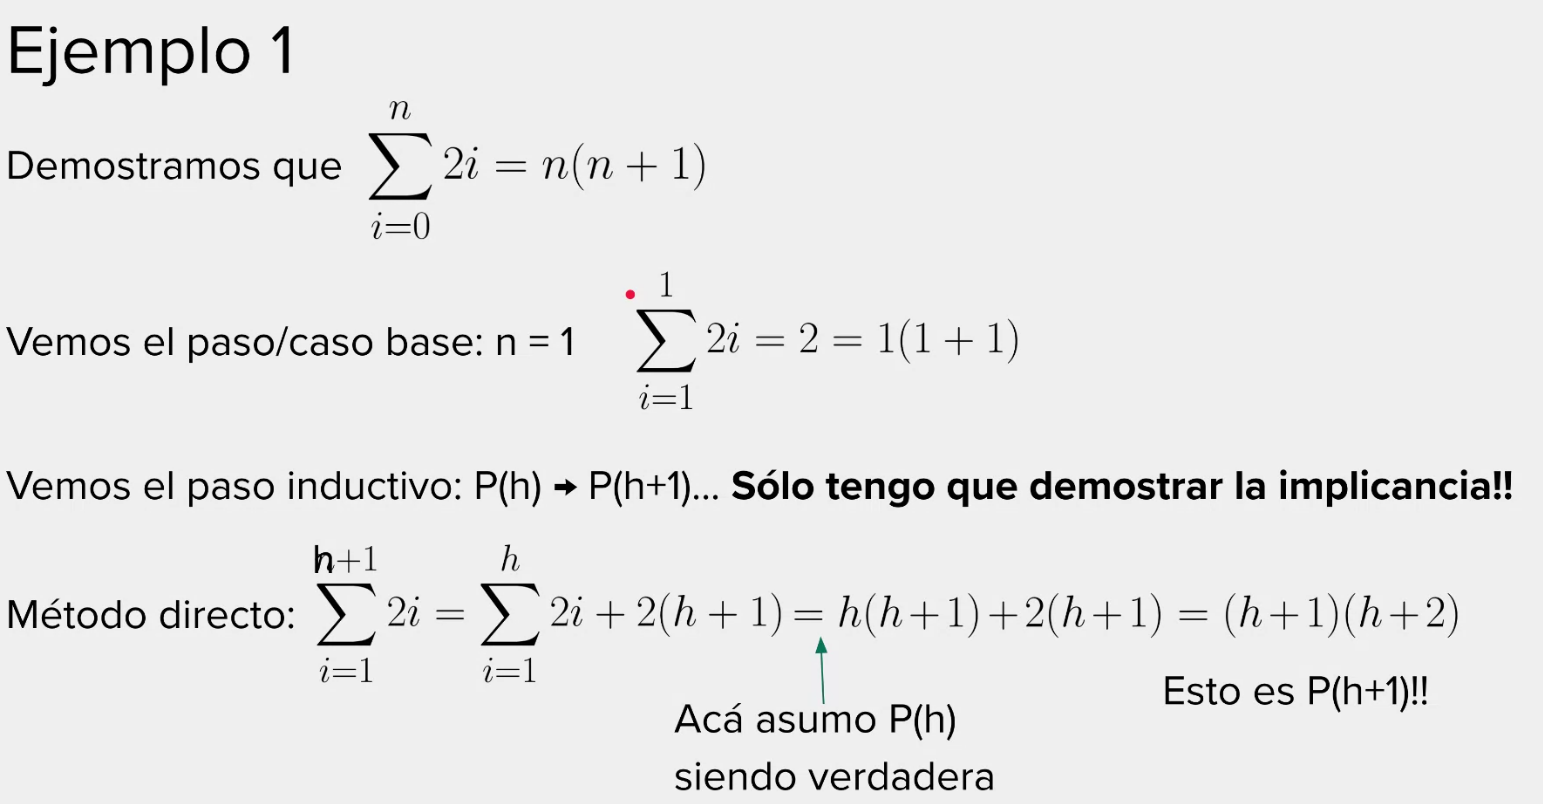 Ejemplo 1
Demostramos que $\sum_{i=0}^{n} 2i = n(n+1)$
Vemos el paso/caso base: n = 1 $\sum_{i=1}^{1} 2i = 2 = 1(1+1)$
Vemos el paso inductivo: P(h) → P(h+1)... Sólo tengo que demostrar la implicancia!!
Método directo: $\sum_{i=1}^{h+1} 2i = \sum_{i=1}^{h} 2i + 2(h+1) = h(h+1)+2(h+1) = (h+1)(h+2)$
Esto es P(h+1)!!
Acá asumo P(h)
siendo verdadera